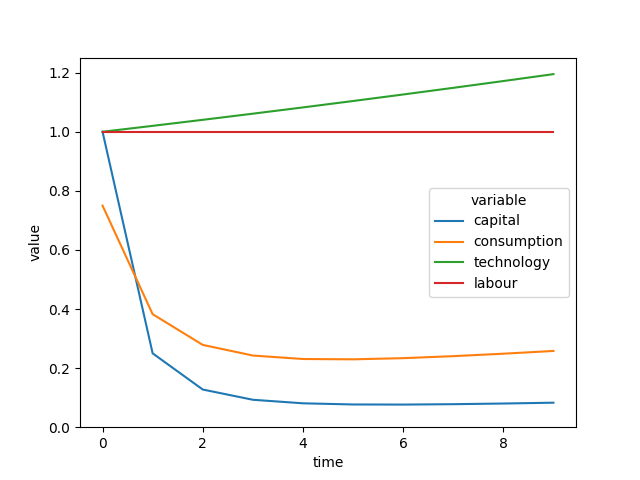 1.2
1.0
0.8
0.6
0.4
0.2
0.0
value
variable
capital
consumption
technology
labour
0 2 4 6 8
time